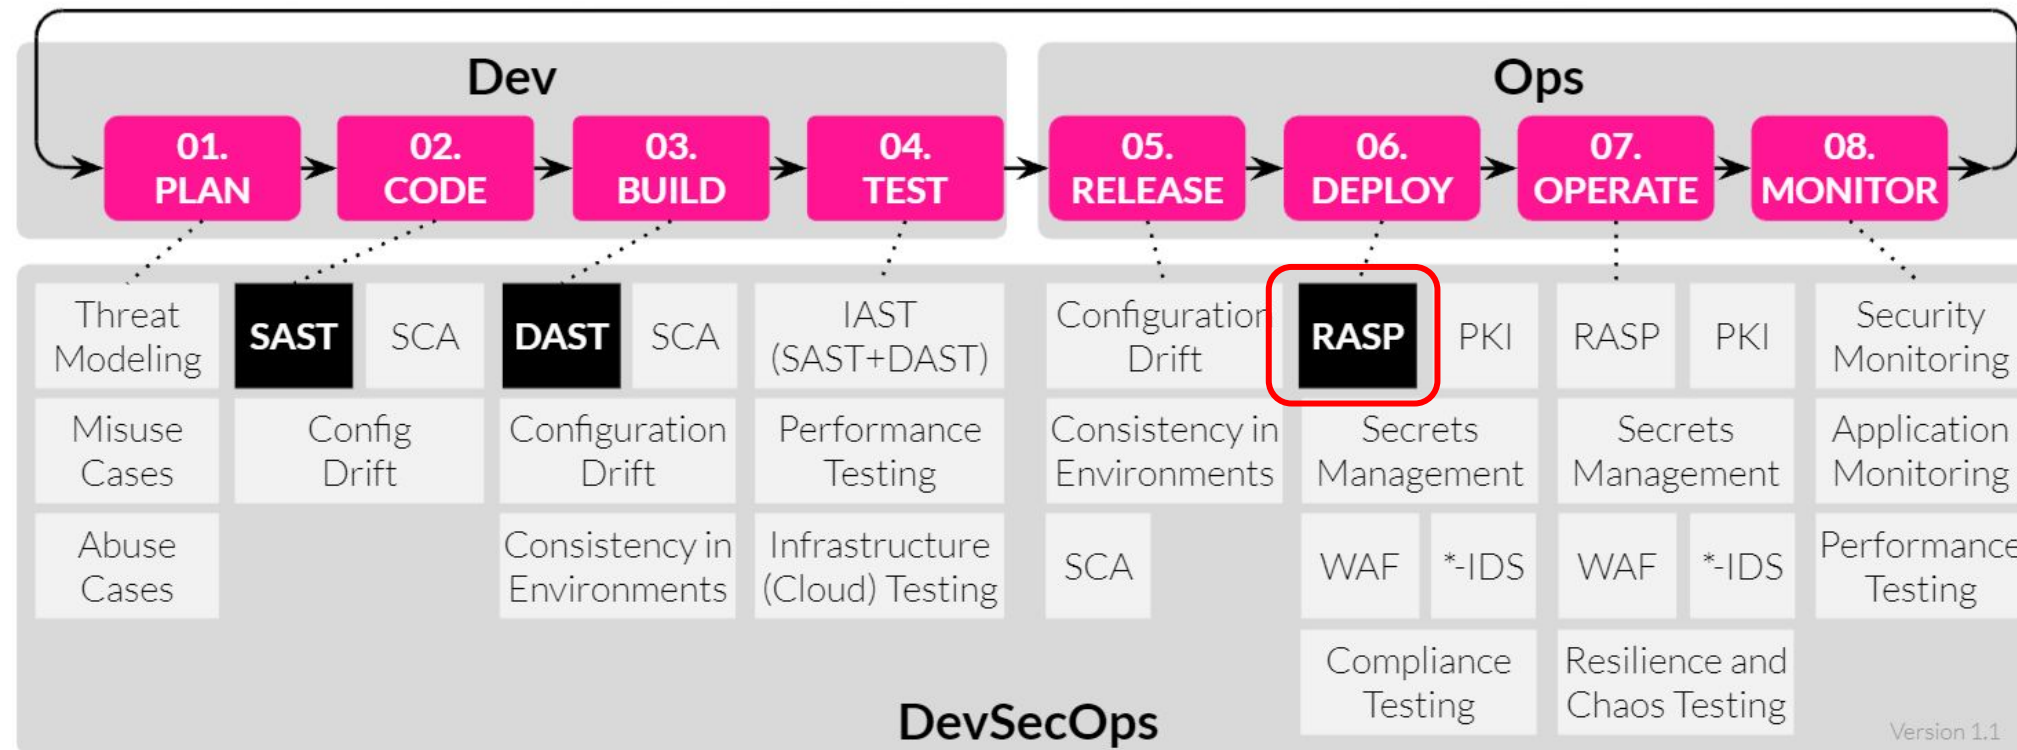 Dev
Ops
01.
PLAN
02.
CODE
03.
BUILD
04.
TEST
05.
RELEASE
06.
DEPLOY
07.
OPERATE
08.
MONITOR
Threat
Modeling
SAST
SCA
DAST
SCA
IAST
(SAST+DAST)
Configuration
Drift
RASP
PKI
RASP
PKI
Security
Monitoring
Misuse
Cases
Config
Drift
Configuration
Drift
Performance
Testing
Consistency in
Environments
Secrets
Management
Secrets
Management
Application
Monitoring
Abuse
Cases
Consistency in
Environments
Infrastructure
(Cloud) Testing
SCA
WAF
*-IDS
WAF
*-IDS
Performance
Testing
Compliance
Testing
Resilience and
Chaos Testing
DevSecOps
Version 1.1